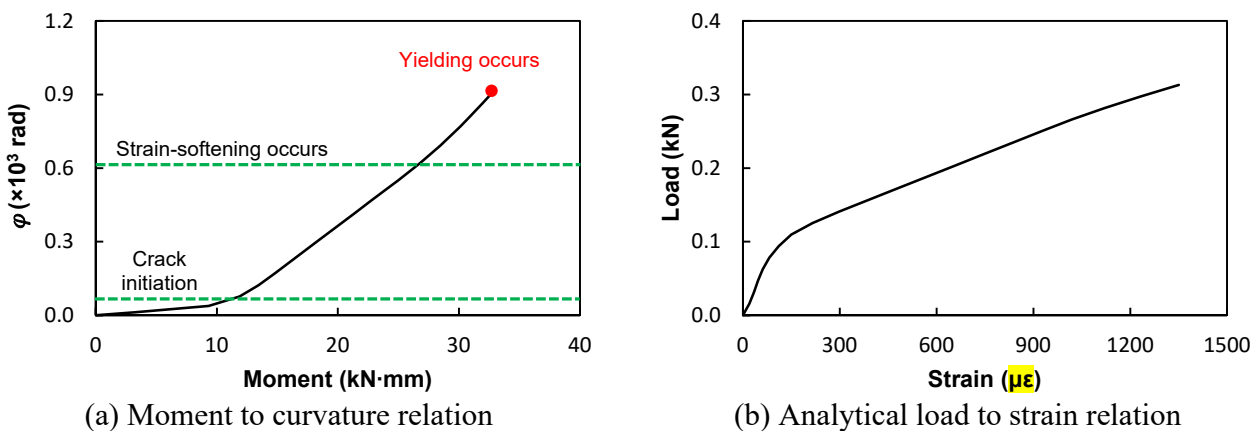 1.2
0.9
0.6
0.3
0.0
φ (×10³ rad)
Yielding occurs
Strain-softening occurs
Crack
initiation
0 10 20 30 40
Moment (kN·mm)
(a) Moment to curvature relation
0.4
0.3
0.2
0.1
0.0
Load (kN)
0 300 600 900 1200 1500
Strain (με)
(b) Analytical load to strain relation